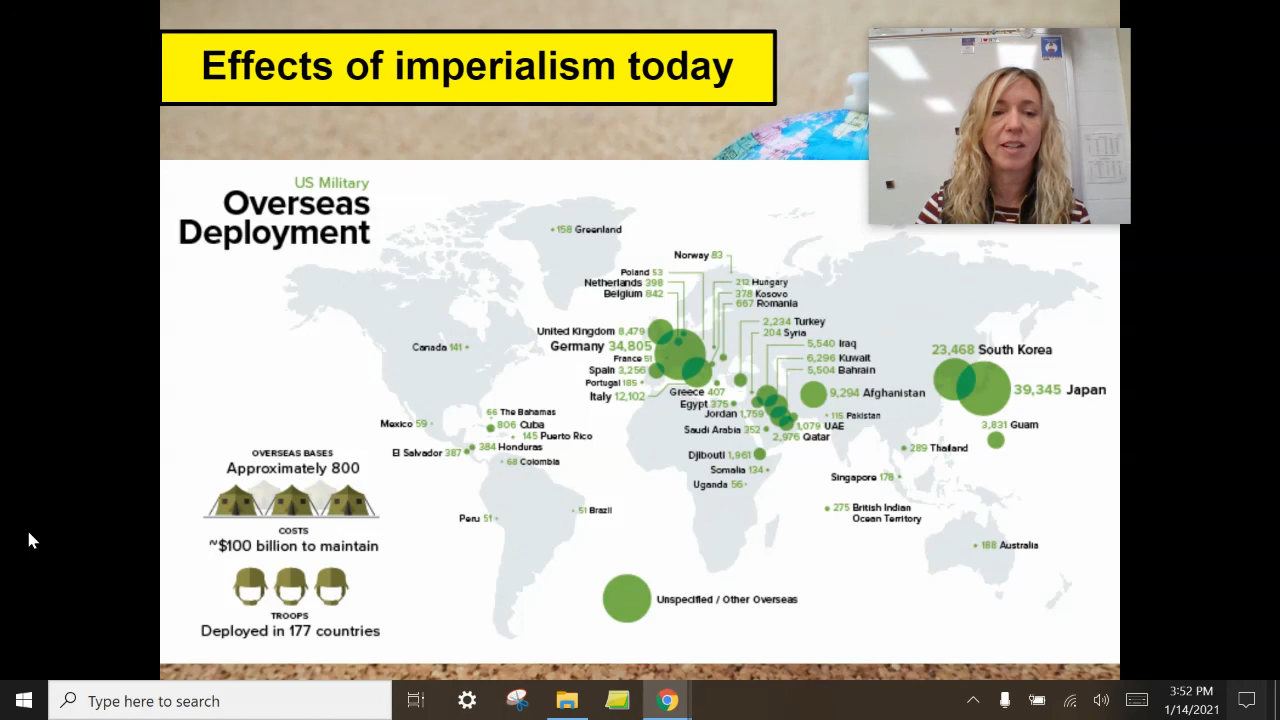 Effects of imperialism today
US Military
Overseas
Deployment
158 Greenland
Norway 83
Poland 53
Netherlands 398
Belgium 842
212 Hungary
378 Kosovo
667 Romania
2,234 Turkey
204 Syria
United Kingdom 8,479
Germany 34,805
France 51
Spain 3,256
Portugal 185
Italy 12,102
5,540 Iraq
6,296 Kuwait
5,504 Bahrain
23,468 South Korea
39,345 Japan
Canada 141
9,294 Afghanistan
Greece 407
Egypt 375
Jordan 1,759
115 Pakistan
1,079 UAE
2,976 Qatar
Saudi Arabia 352
3,831 Guam
66 The Bahamas
Mexico 59
806 Cuba
145 Puerto Rico
384 Honduras
El Salvador 387
68 Colombia
Djibouti 1,961
Somalia 134
Uganda 56
289 Thailand
Singapore 178
OVERSEAS BASES
Approximately 800
51 Brazil
Peru 51
275 British Indian
Ocean Territory
188 Australia
COSTS
~$100 billion to maintain
Unspecified / Other Overseas
TROOPS
Deployed in 177 countries
Type here to search
3:52 PM
1/14/2021